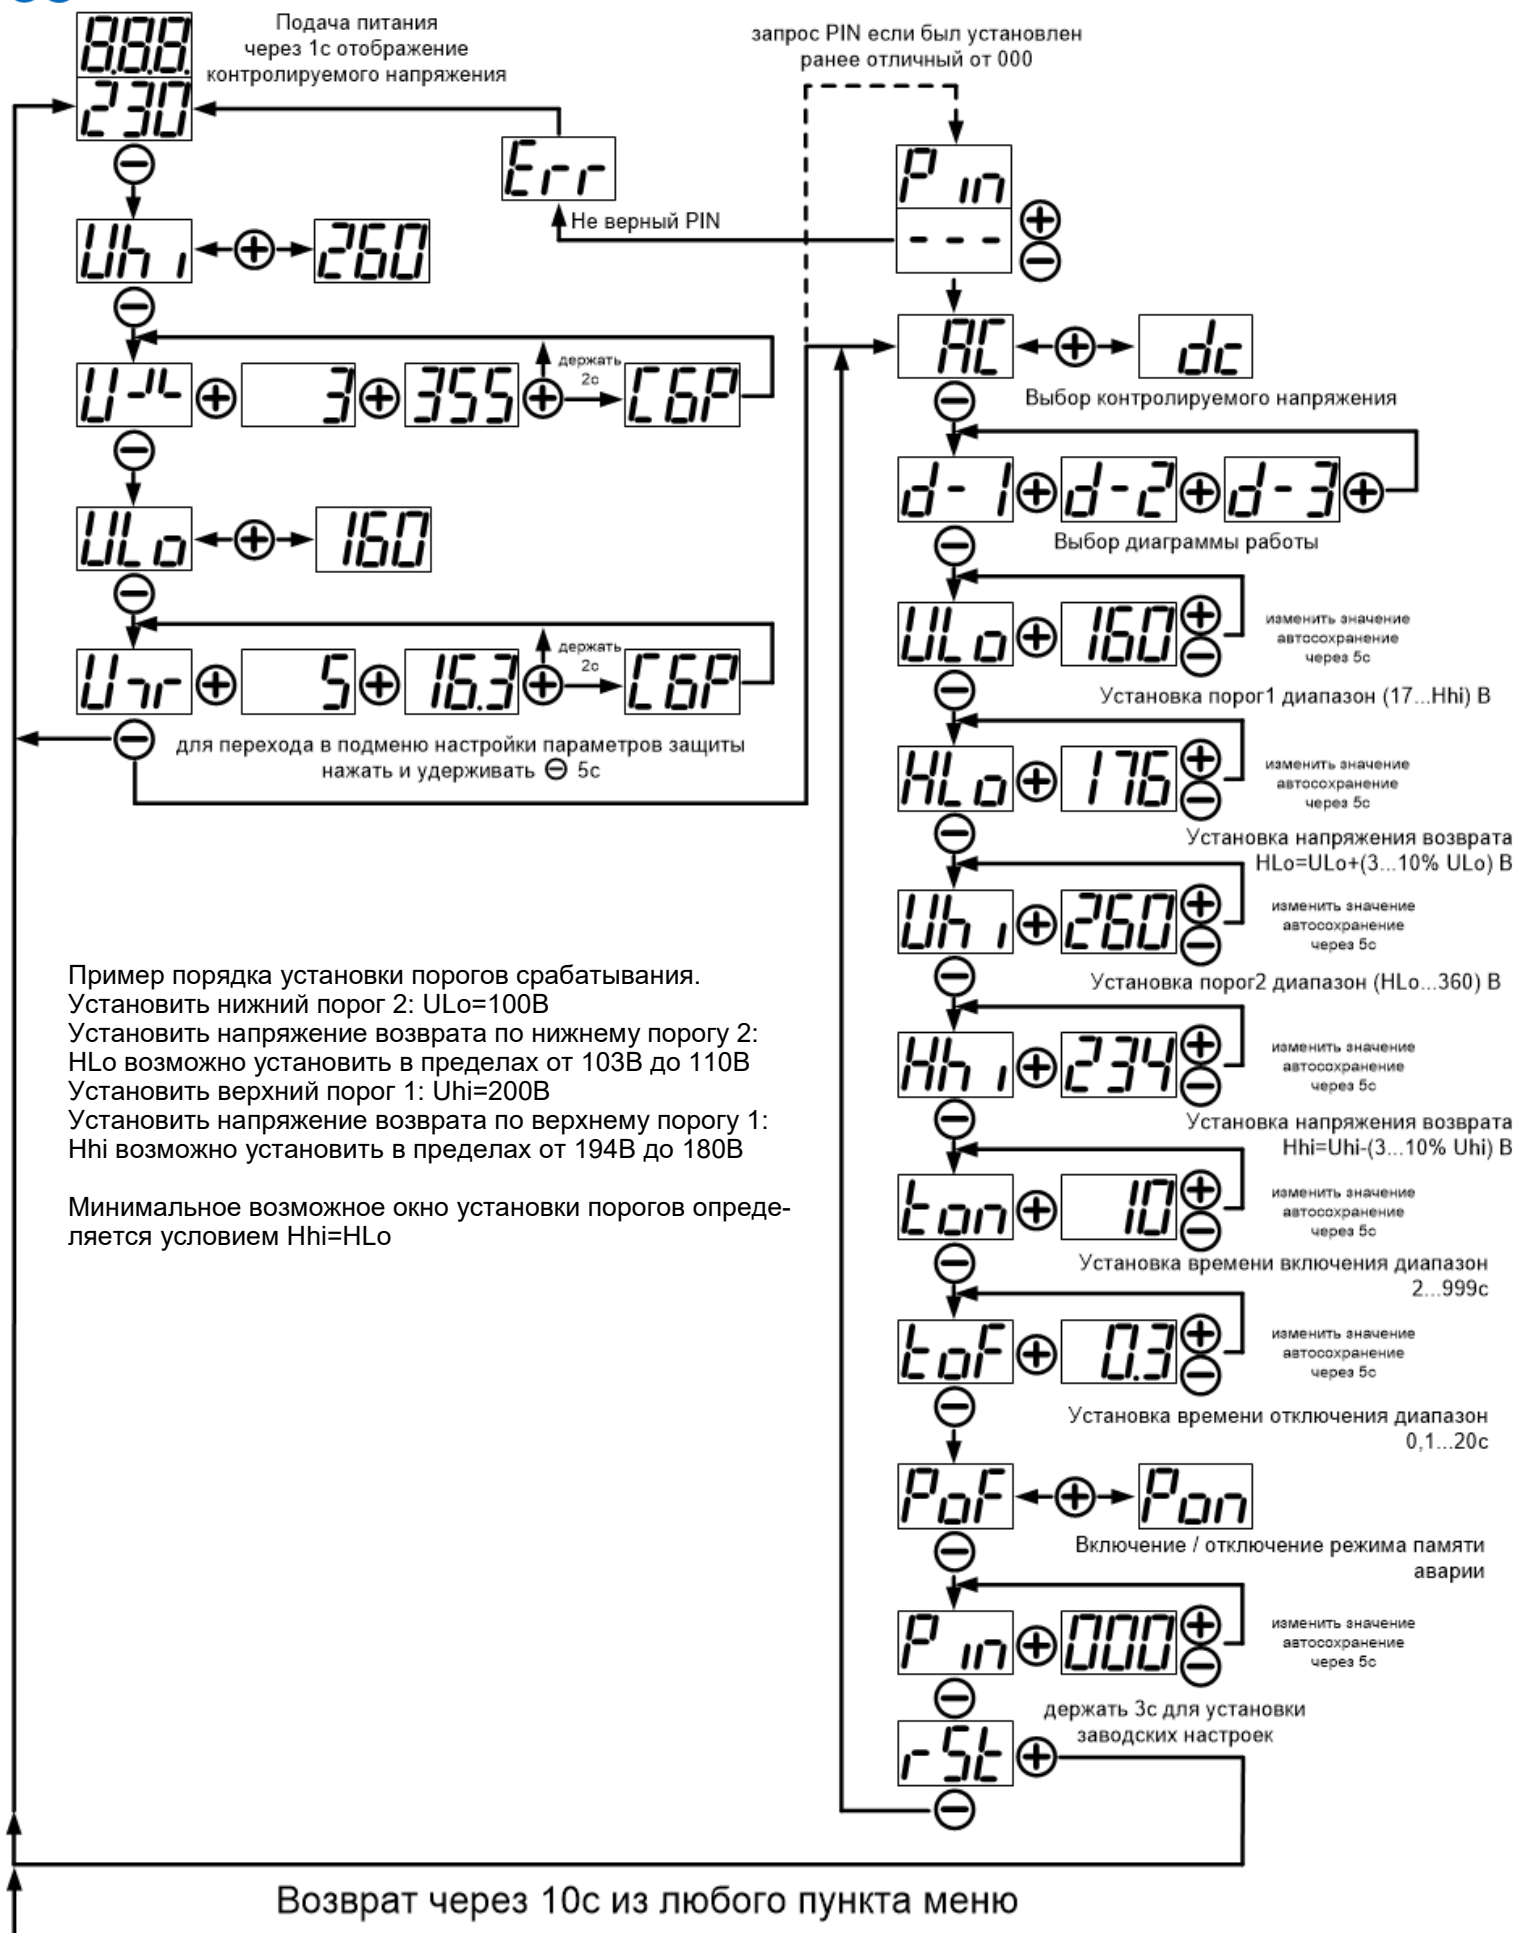 8.8.8.
230
Подача питания
через 1с отображение
контролируемого напряжения
запрос PIN если был установлен
ранее отличный от 000
Err
Не верный PIN
Pin
---
Uhi
260
AC
dc
Выбор контролируемого напряжения
3
355
держать
2с
СБР
d-1
d-2
d-3
Выбор диаграммы работы
ULo
160
ULo
160
изменить значение
автосохранение
через 5с
Установка порог1 диапазон (17...Hhi) В
5
16.3
держать
2с
СБР
для перехода в подменю настройки параметров защиты
нажать и удерживать ⊖ 5с
HLo
176
изменить значение
автосохранение
через 5с
Установка напряжения возврата
HLo=ULo+(3...10% ULo) В
Uhi
260
изменить значение
автосохранение
через 5с
Установка порог2 диапазон (HLo...360) В
Пример порядка установки порогов срабатывания.
Установить нижний порог 2: ULo=100В
Установить напряжение возврата по нижнему порогу 2:
HLo возможно установить в пределах от 103В до 110В
Установить верхний порог 1: Uhi=200В
Установить напряжение возврата по верхнему порогу 1:
Hhi возможно установить в пределах от 194В до 180В
Минимальное возможное окно установки порогов опреде-
ляется условием Hhi=HLo
Hhi
234
изменить значение
автосохранение
через 5с
Установка напряжения возврата
Hhi=Uhi-(3...10% Uhi) В
ton
10
изменить значение
автосохранение
через 5с
Установка времени включения диапазон
2...999с
toF
0.3
изменить значение
автосохранение
через 5с
Установка времени отключения диапазон
0,1...20с
PoF
Pon
Включение / отключение режима памяти
аварии
Pin
000
изменить значение
автосохранение
через 5с
rSt
держать 3с для установки
заводских настроек
Возврат через 10с из любого пункта меню